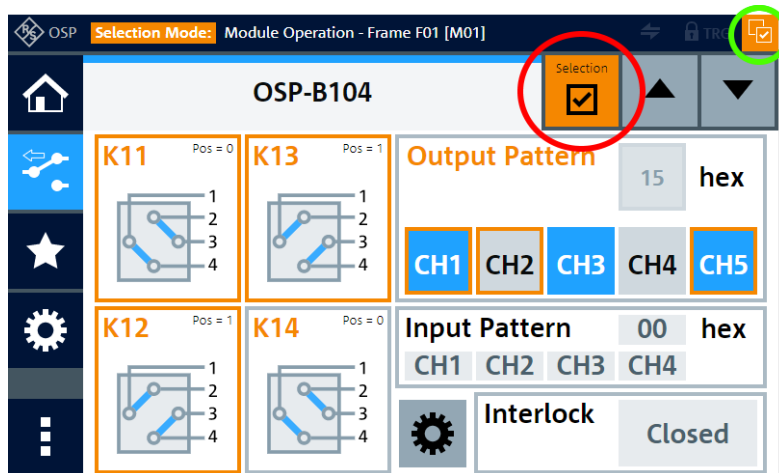 R&S OSP Selection Mode: Module Operation - Frame F01 [M01]
OSP-B104
Selection
K11 Pos = 0
1
2
3
4
K13 Pos = 1
1
2
3
4
Output Pattern 15 hex
CH1 CH2 CH3 CH4 CH5
K12 Pos = 1
1
2
3
4
K14 Pos = 0
1
2
3
4
Input Pattern 00 hex
CH1 CH2 CH3 CH4
Interlock Closed